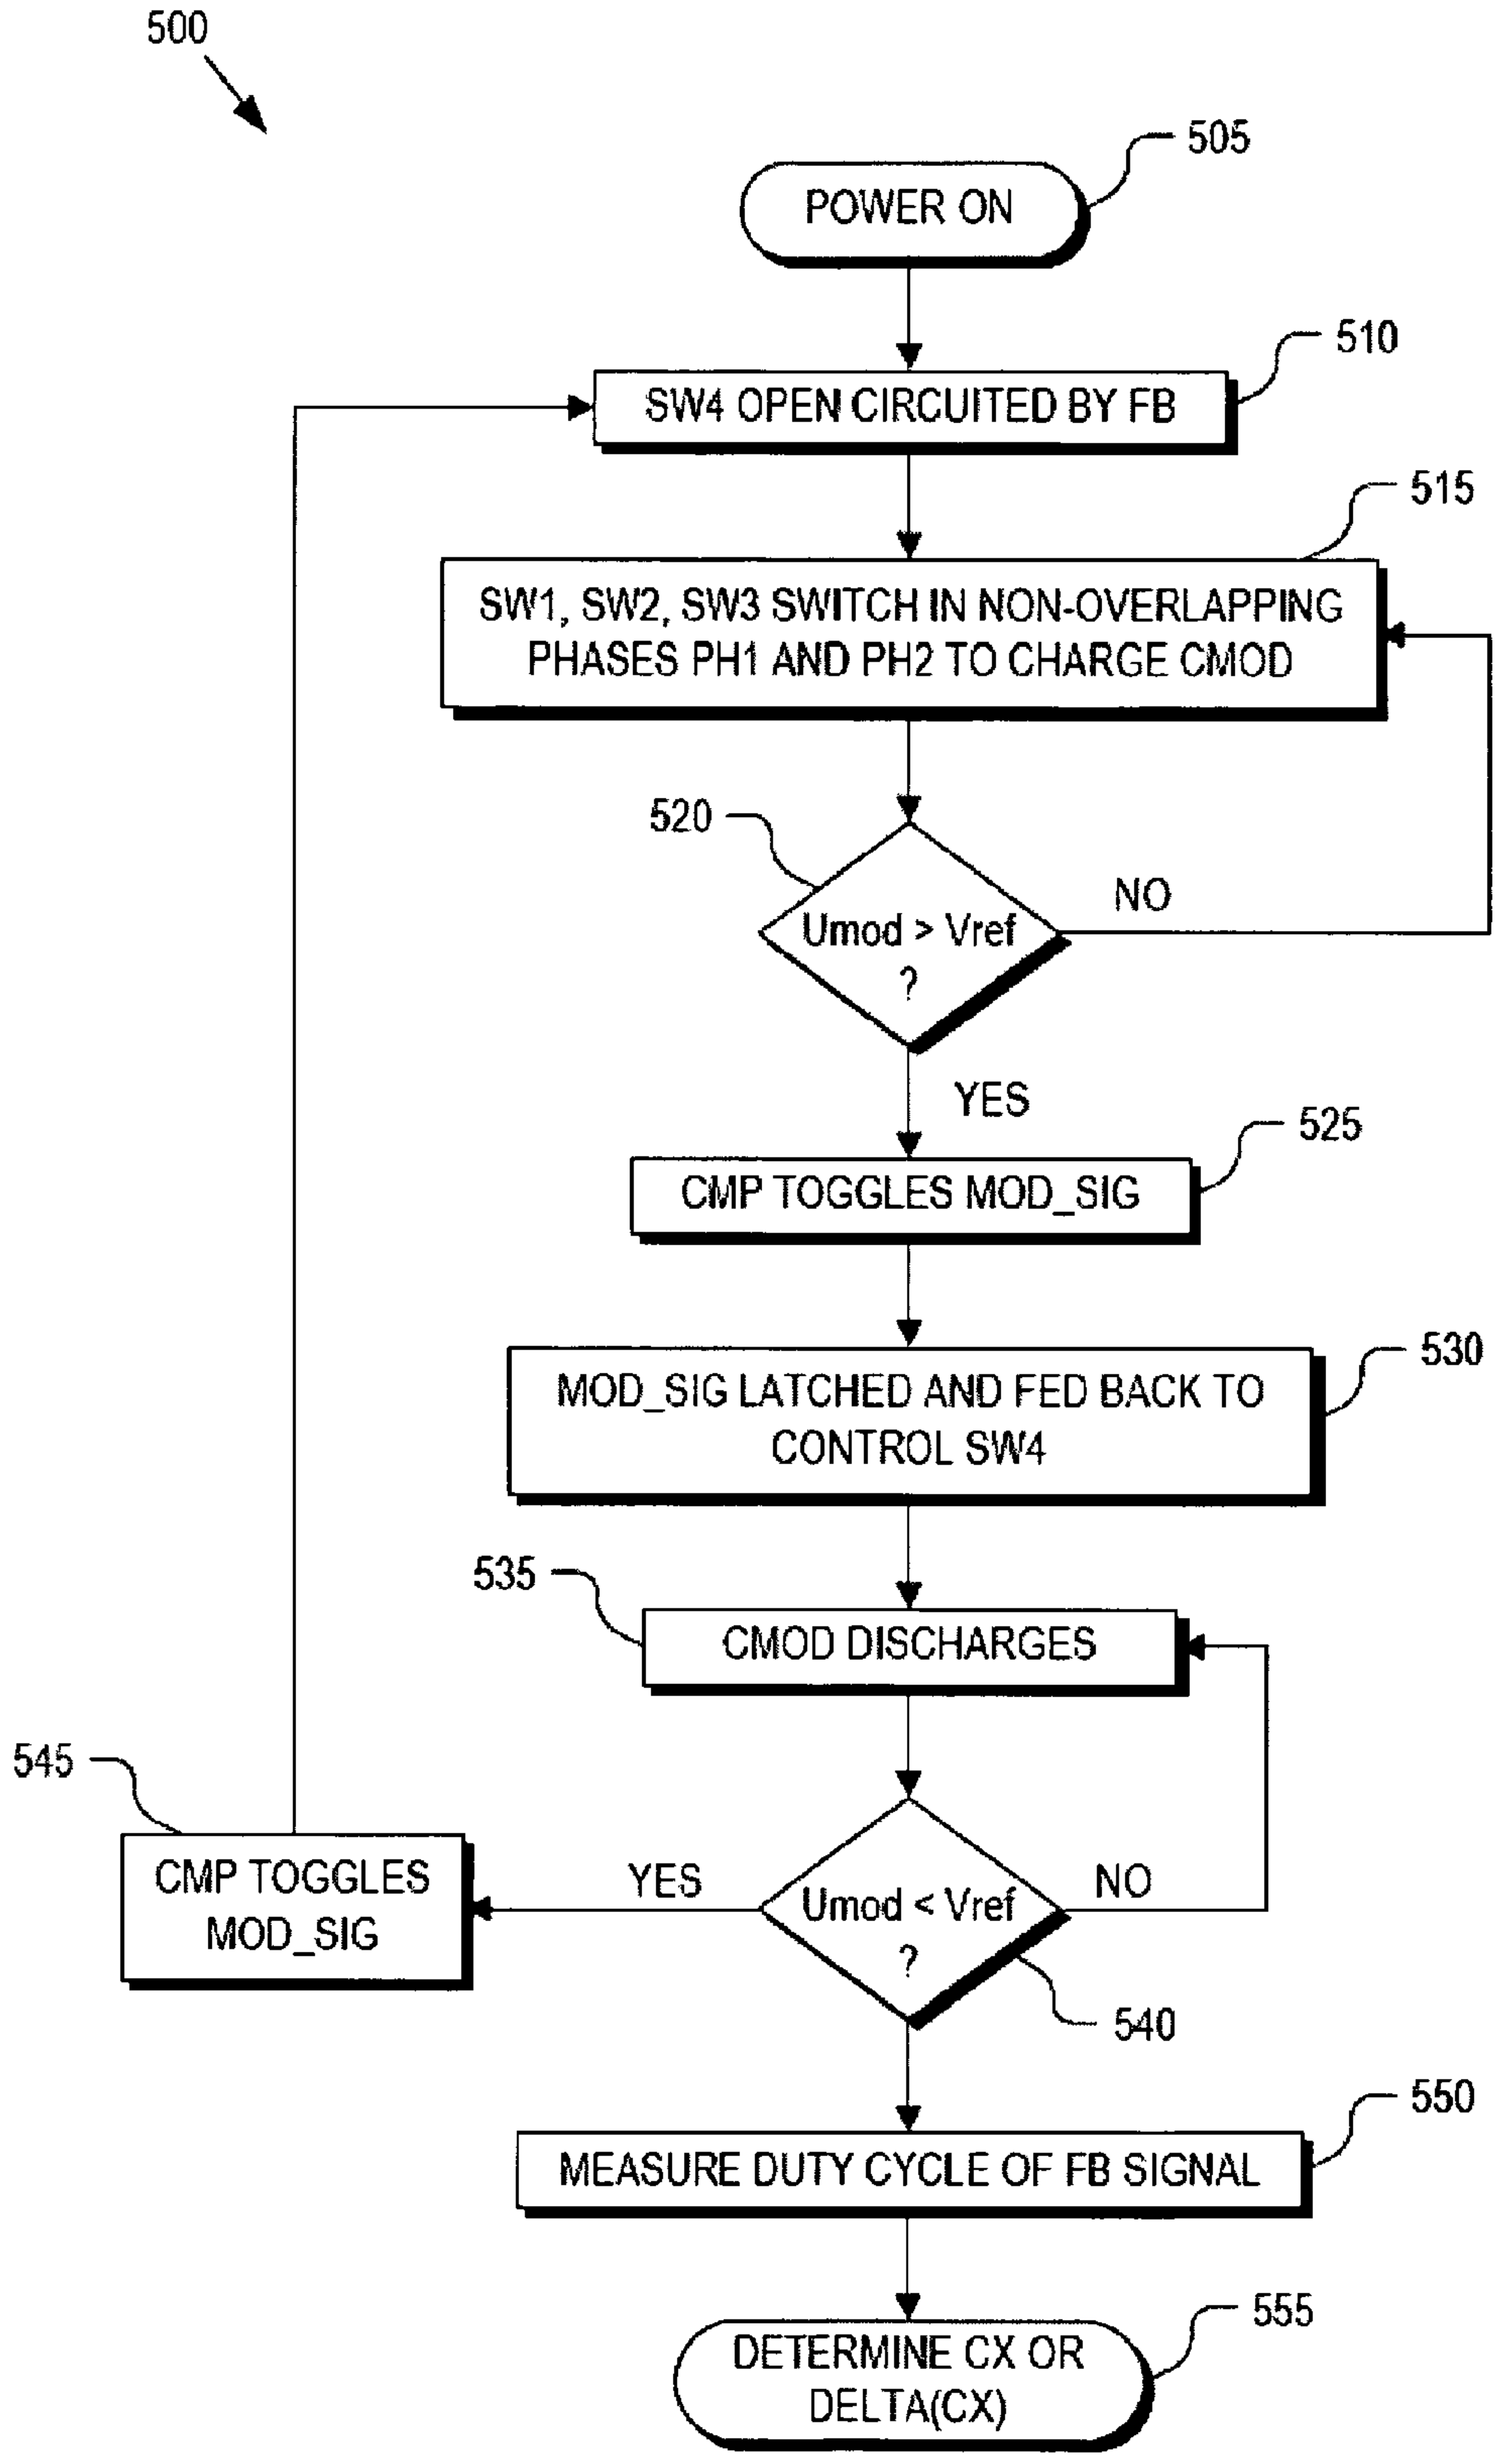 500
505
POWER ON
510
SW4 OPEN CIRCUITED BY FB
515
SW1, SW2, SW3 SWITCH IN NON-OVERLAPPING
PHASES PH1 AND PH2 TO CHARGE CMOD
520
NO
Umod > Vref
?
YES
525
CMP TOGGLES MOD_SIG
530
MOD_SIG LATCHED AND FED BACK TO
CONTROL SW4
535
CMOD DISCHARGES
545
CMP TOGGLES
MOD_SIG
YES
NO
Umod < Vref
?
540
550
MEASURE DUTY CYCLE OF FB SIGNAL
555
DETERMINE CX OR
DELTA(CX)